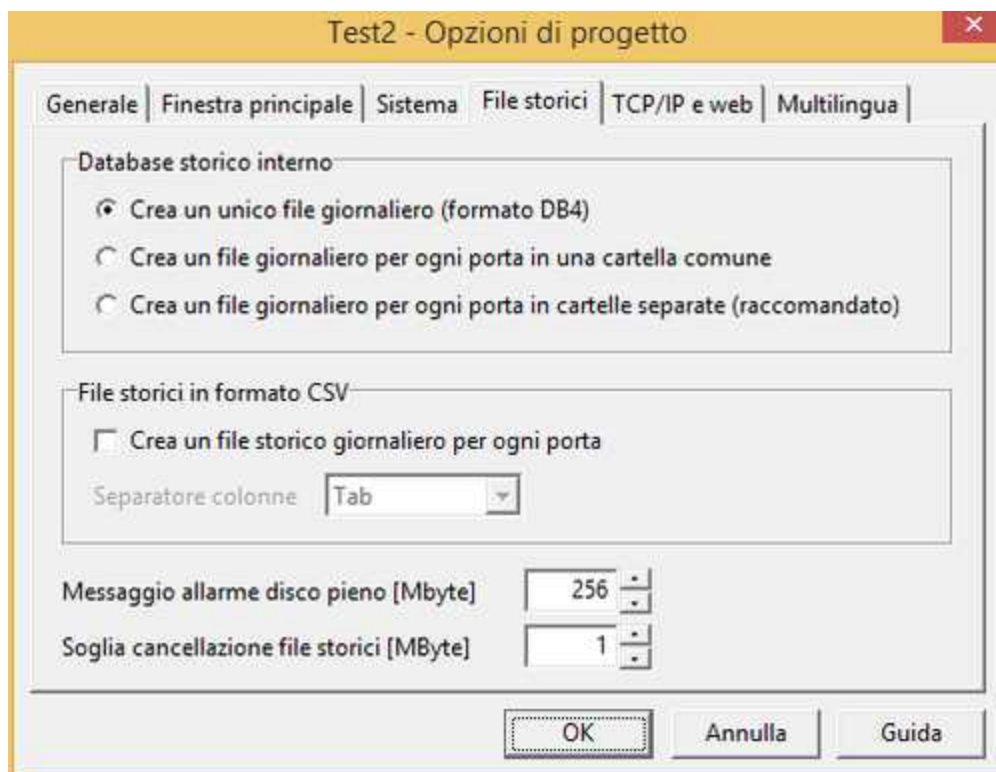 Test2 - Opzioni di progetto
Generale Finestra principale Sistema File storici TCP/IP e web Multilingua
Database storico interno
Crea un unico file giornaliero (formato DB4)
Crea un file giornaliero per ogni porta in una cartella comune
Crea un file giornaliero per ogni porta in cartelle separate (raccomandato)
File storici in formato CSV
Crea un file storico giornaliero per ogni porta
Separatore colonne Tab
Messaggio allarme disco pieno [Mbyte] 256
Soglia cancellazione file storici [MByte] 1
OK Annulla Guida